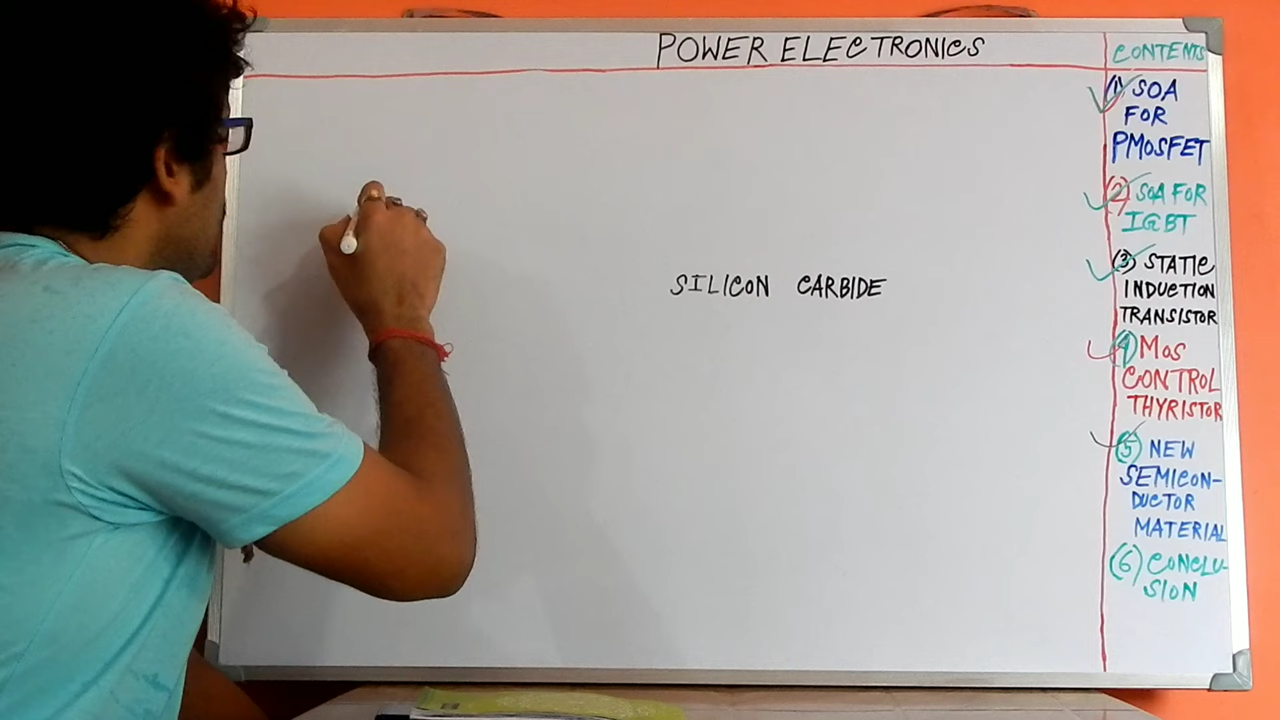 POWER ELECTRONICS
SILICON CARBIDE
CONTENTS
(1) SOA
FOR
PMOSFET
(2) SOA FOR
IGBT
(3) STATIC
INDUCTION
TRANSISTOR
(4) MOS
CONTROL
THYRISTOR
(5) NEW
SEMICON-
DUCTOR
MATERIAL
(6) CONCLU-
SION